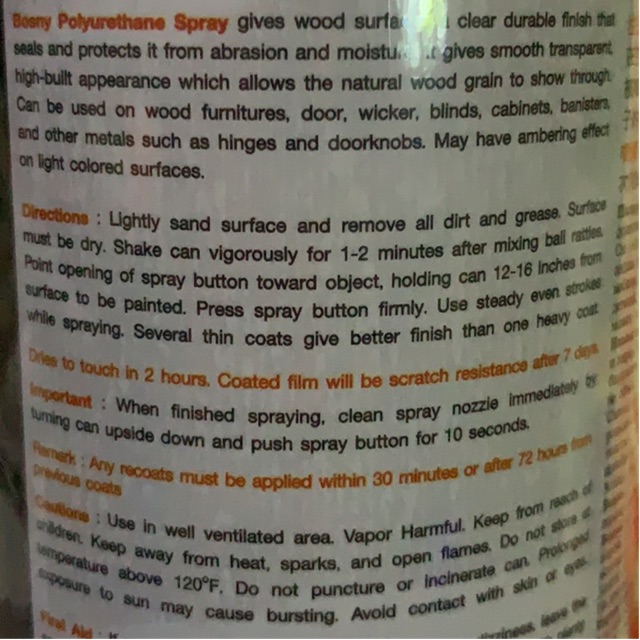 Bosny Polyurethane Spray gives wood clear durable finish that
seals and protects it from abrasion and gives smooth transparent,
high-built appearance which allows the natural wood grain to show through.
Can be used on wood furnitures, door, wicker, blinds, cabinets, banisters,
and other metals such as hinges and doorknobs. May have ambering effect
on light colored surfaces.
Directions : Lightly sand surface and remove all dirt and grease. Surface
must be dry. Shake can vigorously for 1-2 minutes after mixing ball rattles.
Point opening of spray button toward object, holding can 12-16 inches from
surface to be painted. Press spray button firmly. Use steady even strokes
while spraying. Several thin coats give better finish than one heavy coat
Dries to touch in 2 hours. Coated film will be scratch resistance after 7 days.
Important : When finished spraying, clean spray nozzle immediately by
turning can upside down and push spray button for 10 seconds.
Remark : Any recoats must be applied within 30 minutes or after 72 hours from
previous coats
Cautions : Use in well ventilated area. Vapor Harmful. Keep from reach of
children. Keep away from heat, sparks, and open flames. Do not store at
temperature above 120°F. Do not puncture or incinerate can. Prolonged
exposure to sun may cause bursting. Avoid contact with skin or eyes.
First Aid : leave the